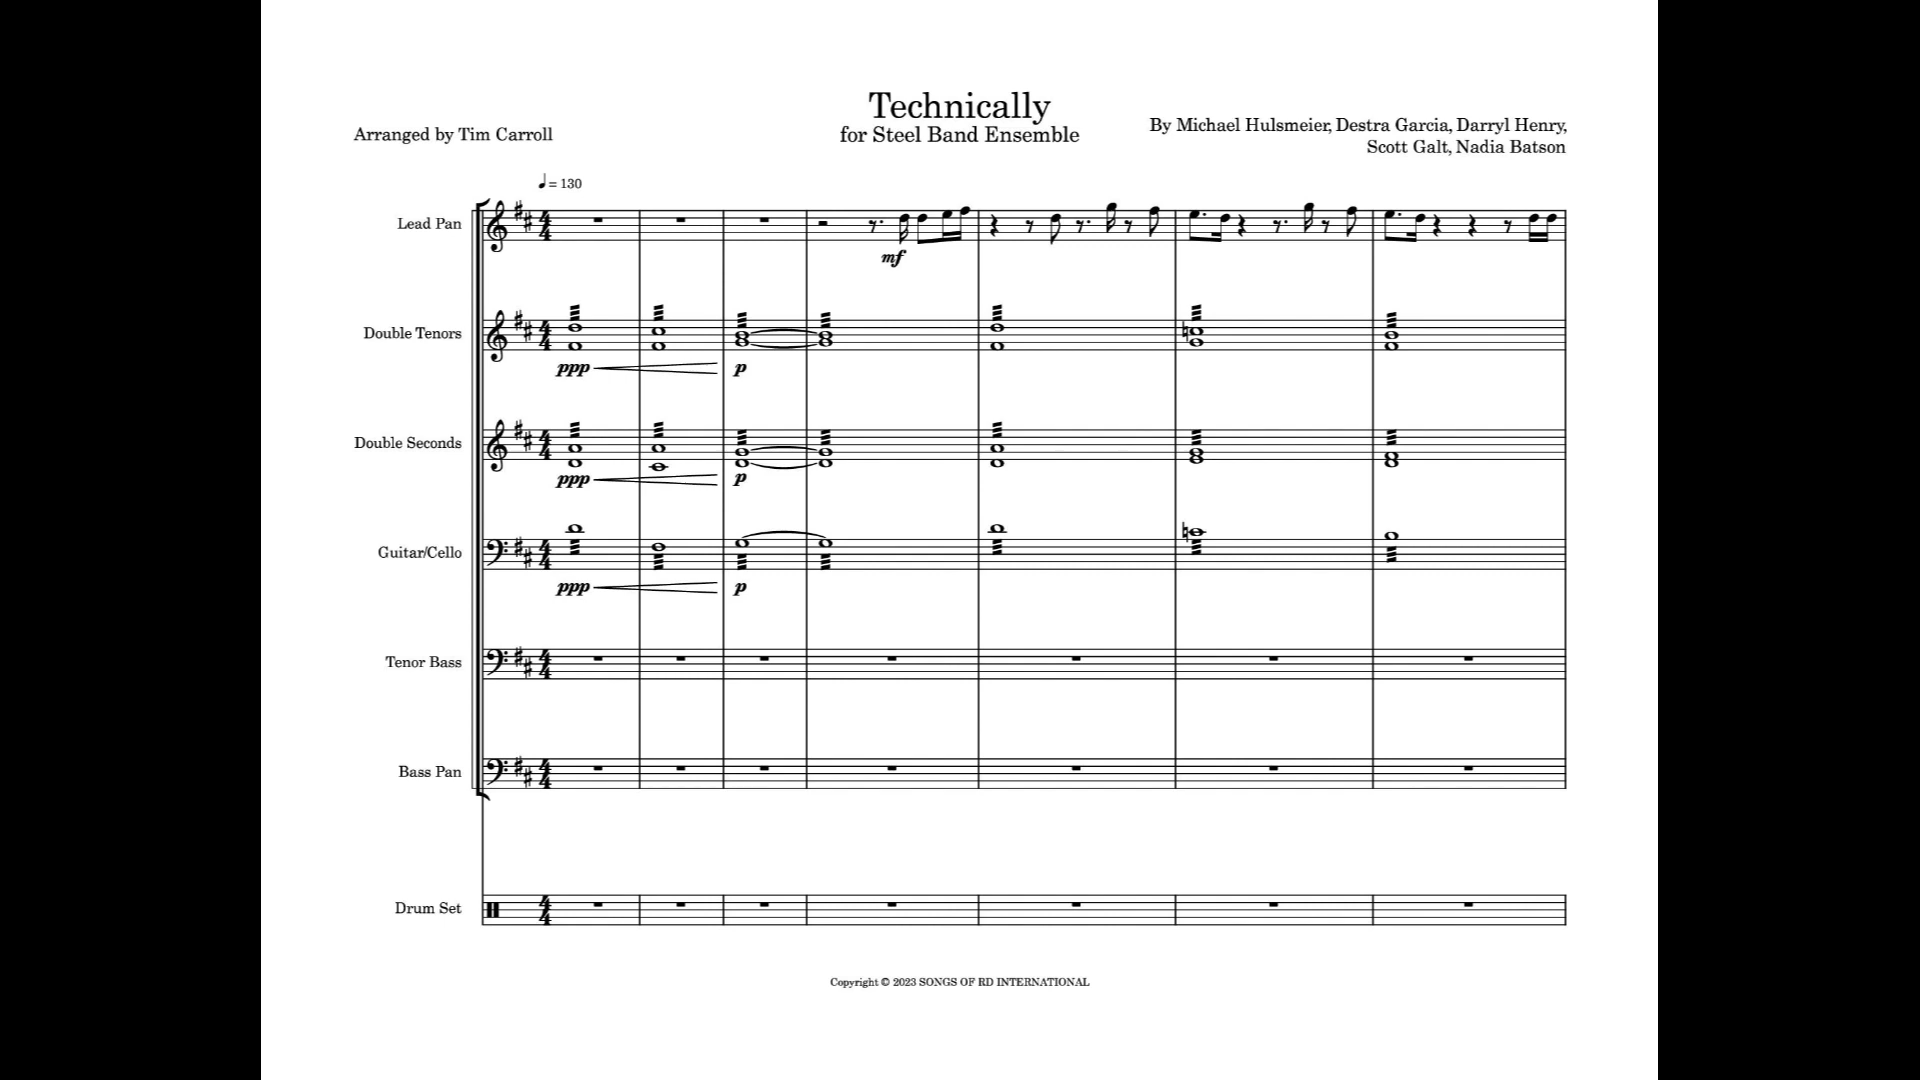 Technically
for Steel Band Ensemble
Arranged by Tim Carroll
By Michael Hulsmeier, Destra Garcia, Darryl Henry,
Scott Galt, Nadia Batson
= 130
Lead Pan
mf
Double Tenors
ppp p
Double Seconds
ppp p
Guitar/Cello
ppp p
Tenor Bass
Bass Pan
Drum Set
Copyright © 2023 SONGS OF RD INTERNATIONAL